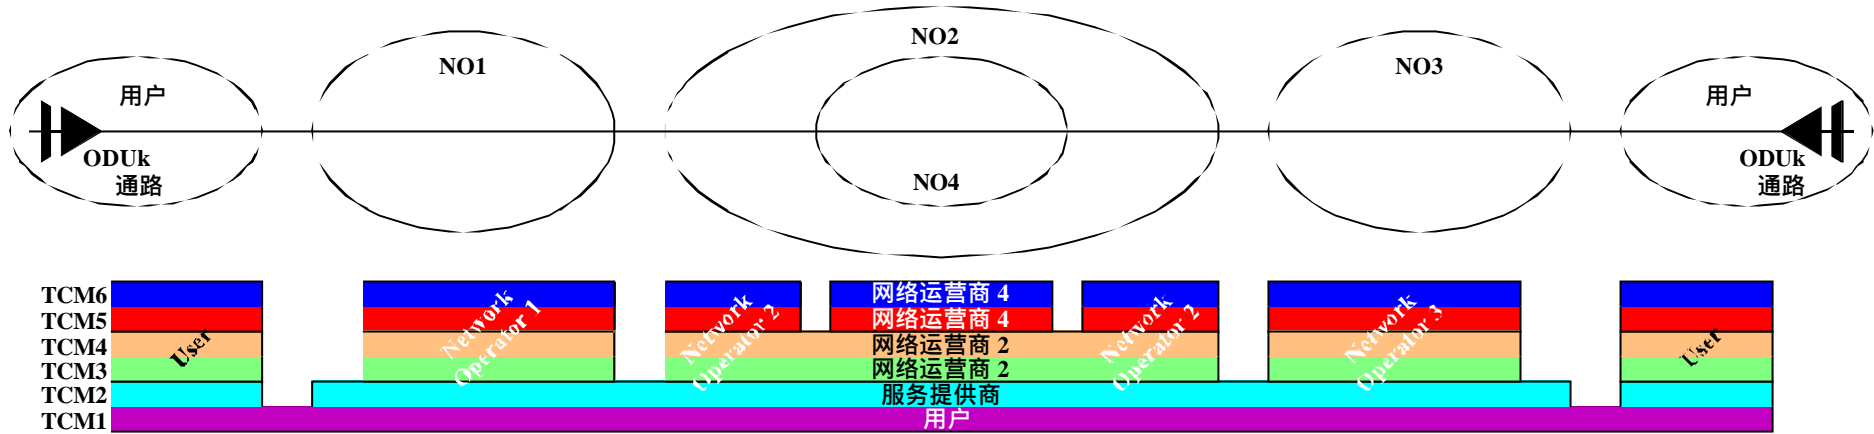 NO2
NO1
NO3
用户
用户
ODUk
通路
NO4
ODUk
通路
TCM6
TCM5
TCM4
TCM3
TCM2
TCM1
User
Network
Operator 1
Network
Operator 2
网络运营商 4
网络运营商 4
网络运营商 2
网络运营商 2
服务提供商
用户
Network
Operator 2
Network
Operator 3
User